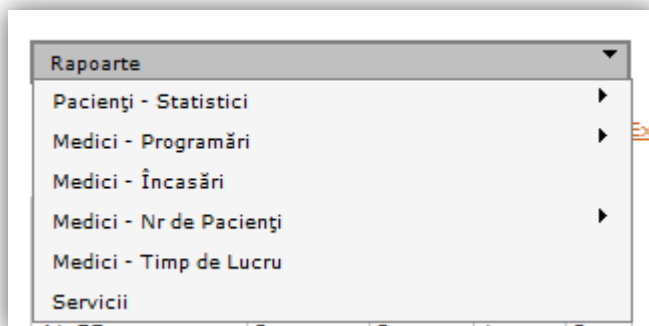 Rapoarte
Pacienţi - Statistici
Medici - Programări
Medici - Încasări
Medici - Nr de Pacienţi
Medici - Timp de Lucru
Servicii